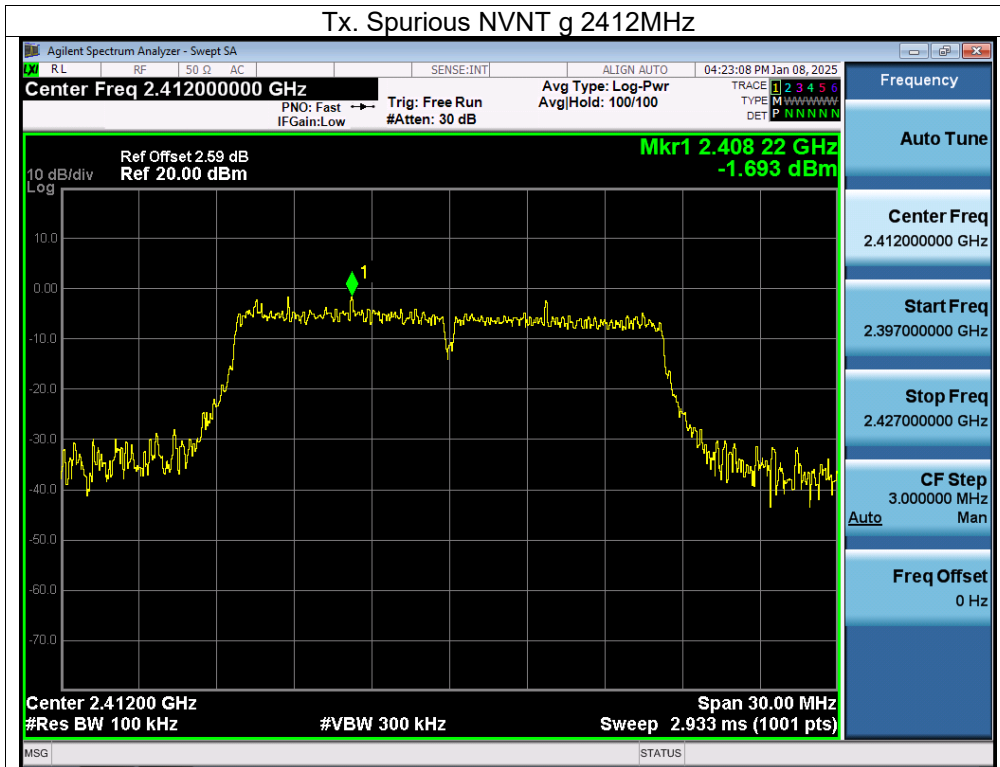 Tx. Spurious NVNT g 2412MHz
Agilent Spectrum Analyzer - Swept SA
LXI RL RF 50 Ω AC SENSE:INT ALIGN AUTO 04:23:08 PM Jan 08, 2025
Center Freq 2.412000000 GHz
PNO: Fast
IFGain:Low
Trig: Free Run
#Atten: 30 dB
Avg Type: Log-Pwr
Avg|Hold: 100/100
TRACE 1 2 3 4 5 6
TYPE M WWWWW
DET P N N N N N
Mkr1 2.408 22 GHz
-1.693 dBm
Ref Offset 2.59 dB
10 dB/div Ref 20.00 dBm
Log
10.0
0.00
-10.0
-20.0
-30.0
-40.0
-50.0
-60.0
-70.0
1
Center 2.41200 GHz Span 30.00 MHz
#Res BW 100 kHz #VBW 300 kHz Sweep 2.933 ms (1001 pts)
MSG STATUS
Frequency
Auto Tune
Center Freq
2.412000000 GHz
Start Freq
2.397000000 GHz
Stop Freq
2.427000000 GHz
CF Step
3.000000 MHz
Auto Man
Freq Offset
0 Hz